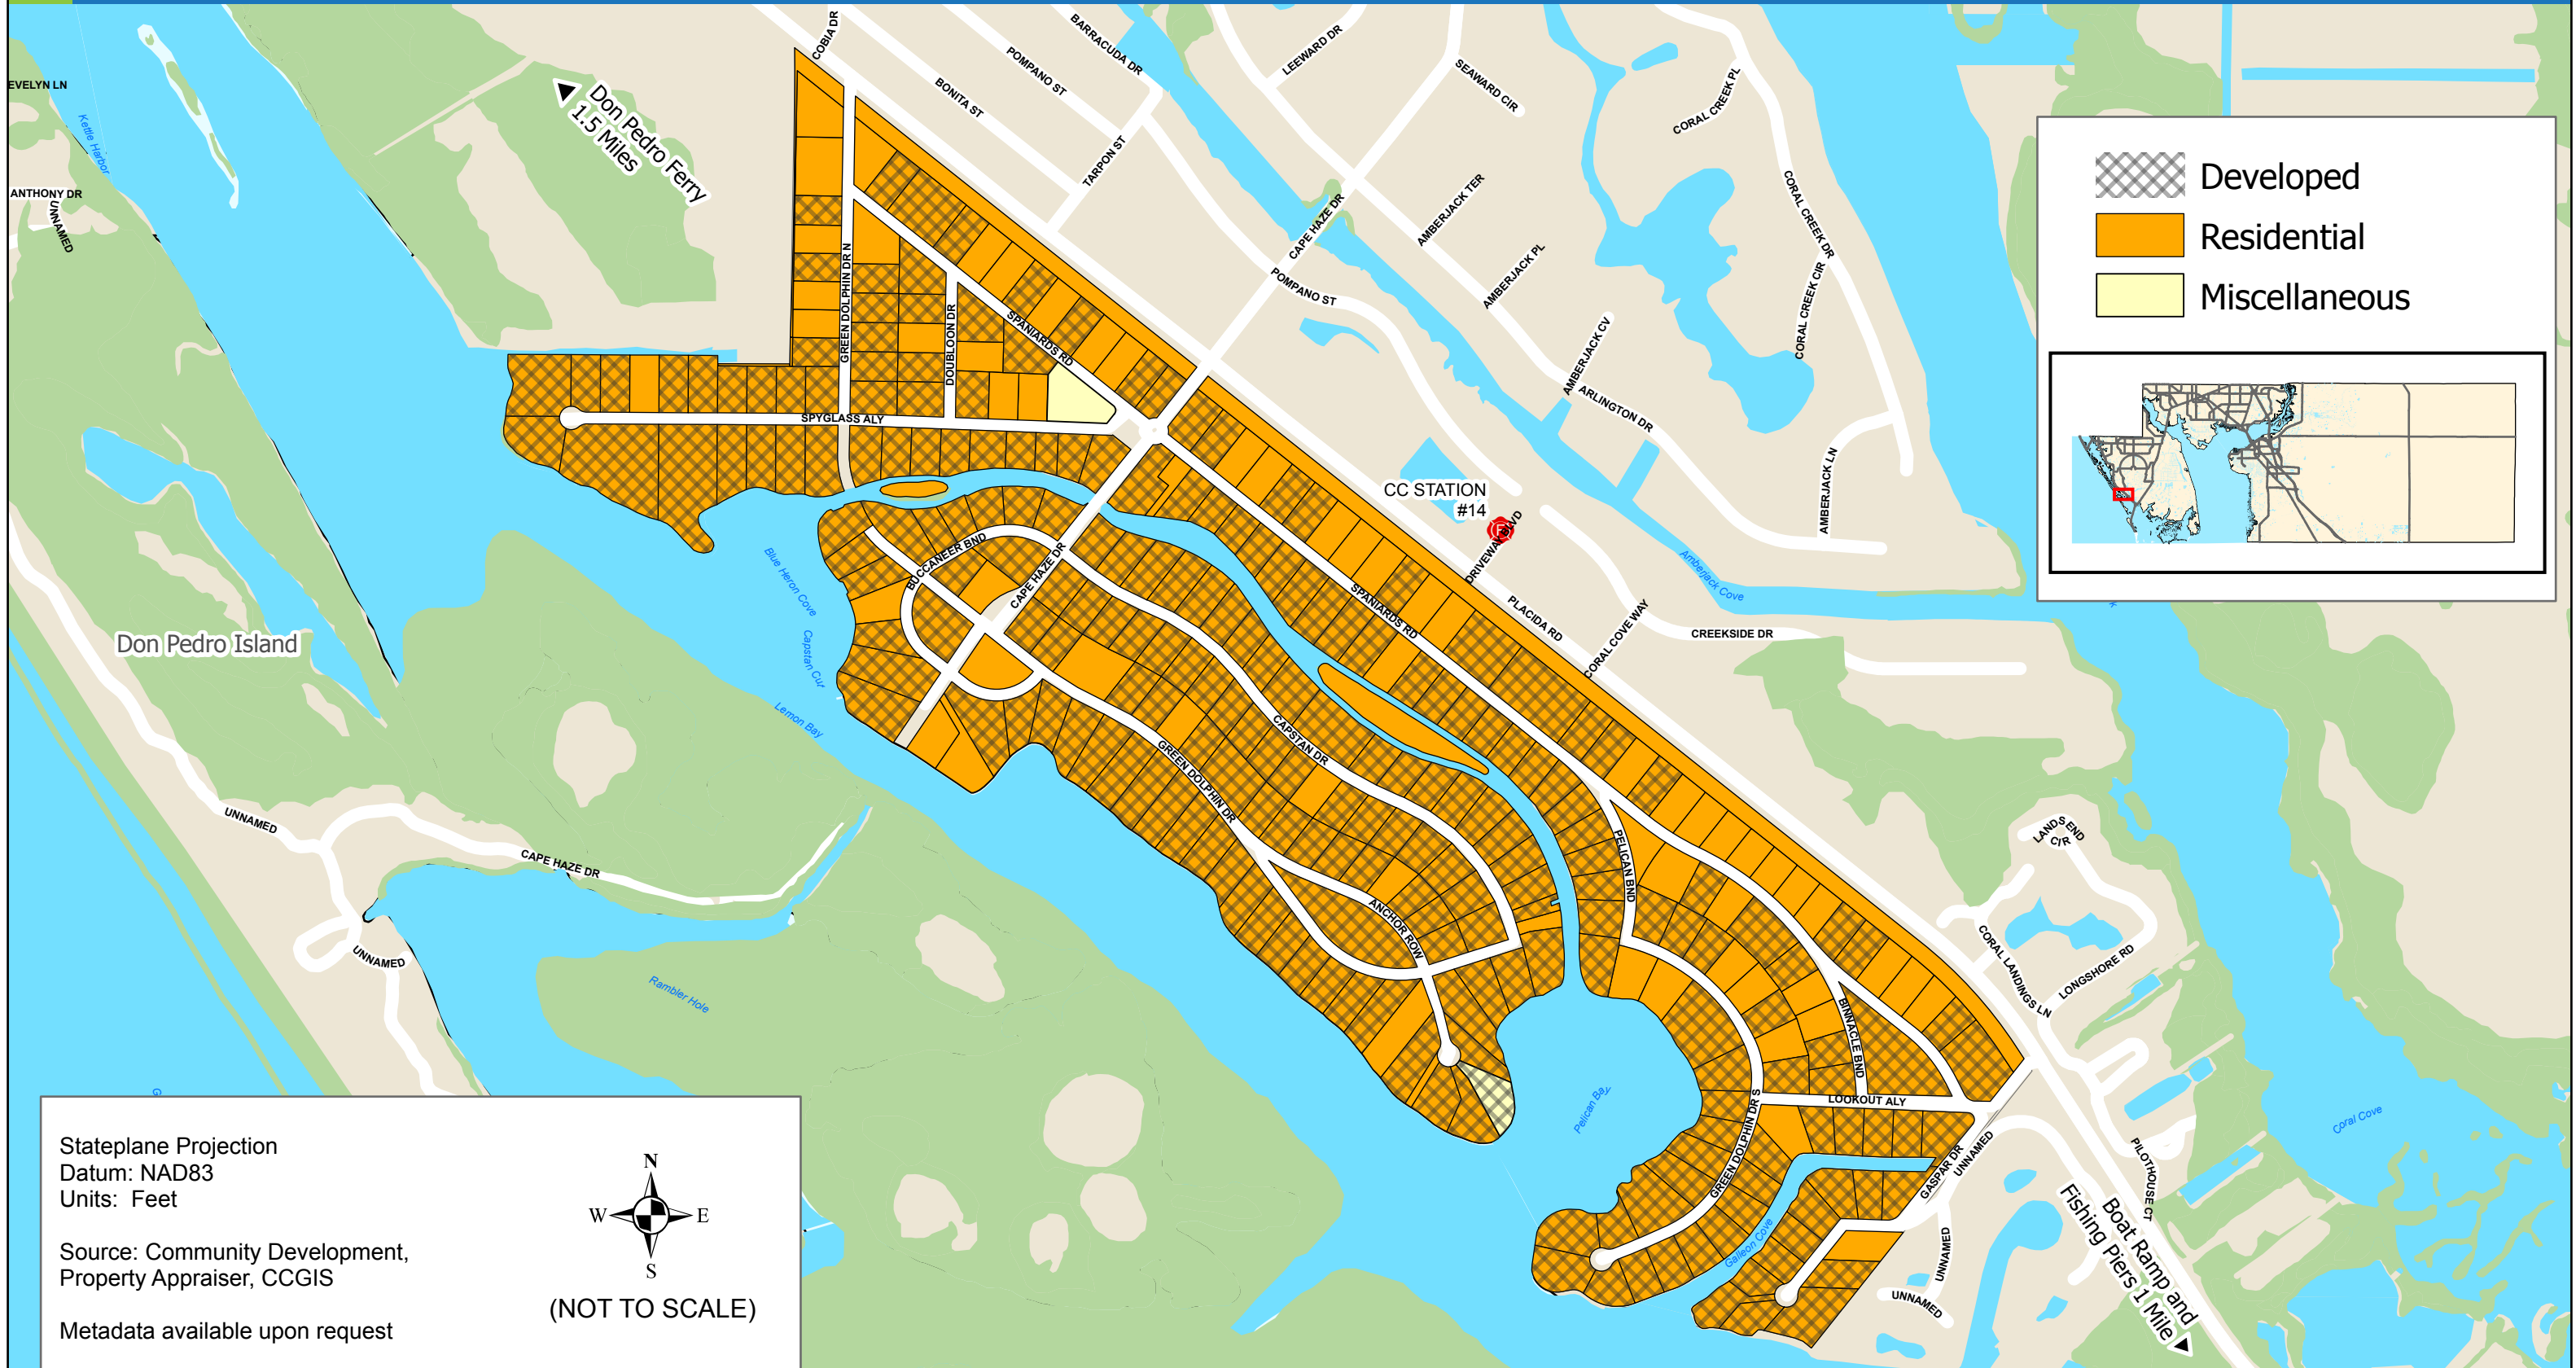 COBIA DR
BARRACUDA DR
POMPANO ST
BONITA ST
LEEWARD DR
SEAWARD CIR
CORAL CREEK PL
EVELYN LN
Kettle Harbor
Don Pedro Ferry
1.5 Miles
TARPON ST
ANTHONY DR
UNNAMED
CAPE HAZE DR
AMBERJACK TER
CORAL CREEK DR
Developed
Residential
Miscellaneous
GREEN DOLPHIN DR N
POMPANO ST
AMBERJACK PL
CORAL CREEK CIR
DOUBLOON DR
SPANIARDS RD
AMBERJACK CV
ARLINGTON DR
SPYGLASS ALY
AMBERJACK LN
CC STATION
#14
DRIVEWAY BLVD
BUCCANEER BND
CAPE HAZE DR
Blue Heron Cove
Capstan Cut
Lemon Bay
SPANIARDS RD
PLACIDA RD
CORAL COVE WAY
Amberjack Cove
CREEKSIDE DR
Don Pedro Island
CAPSTAN DR
GREEN DOLPHIN DR
UNNAMED
CAPE HAZE DR
PELICAN BND
LANDS END
CIR
ANCHOR ROW
UNNAMED
CORAL LANDINGS LN
LONGSHORE RD
Rambler Hole
BINNACLE BND
Pelican Bay
LOOKOUT ALY
GREEN DOLPHIN DR S
GASPAR DR
UNNAMED
PILOTHOUSE CT
Coral Cove
Galleon Cove
UNNAMED
UNNAMED
Boat Ramp and
Fishing Piers 1 Mile
Stateplane Projection
Datum: NAD83
Units: Feet
Source: Community Development,
Property Appraiser, CCGIS
Metadata available upon request
N
W
E
S
(NOT TO SCALE)